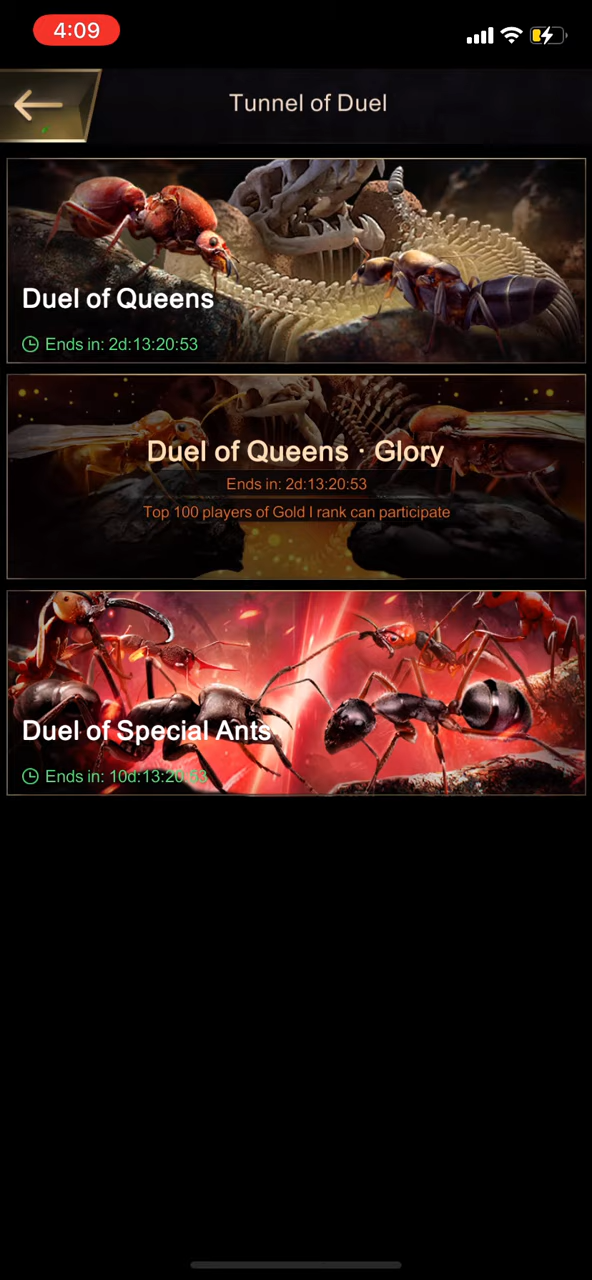 4:09
Tunnel of Duel
Duel of Queens
Ends in: 2d:13:20:53
Duel of Queens · Glory
Ends in: 2d:13:20:53
Top 100 players of Gold I rank can participate
Duel of Special Ants
Ends in: 10d:13:20:53